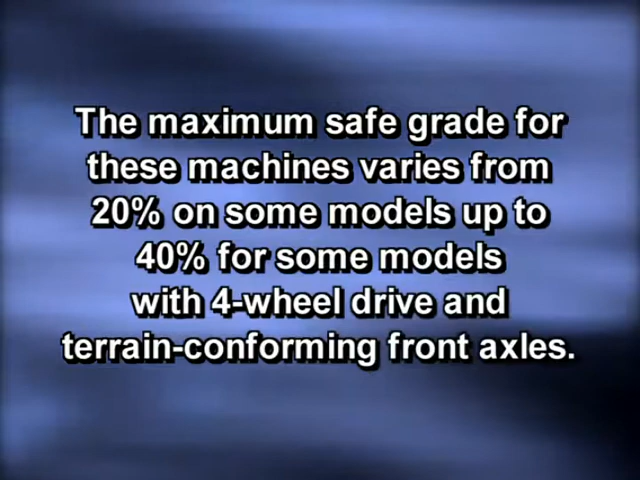 The maximum safe grade for
these machines varies from
20% on some models up to
40% for some models
with 4-wheel drive and
terrain-conforming front axles.